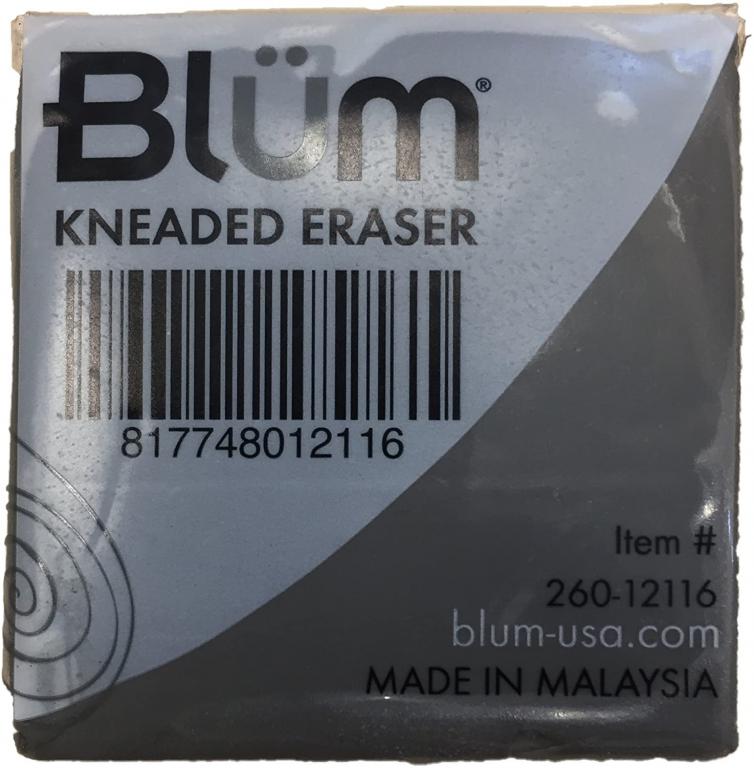 Blüm®
KNEADED ERASER
817748012116
Item #
260-12116
blum-usa.com
MADE IN MALAYSIA